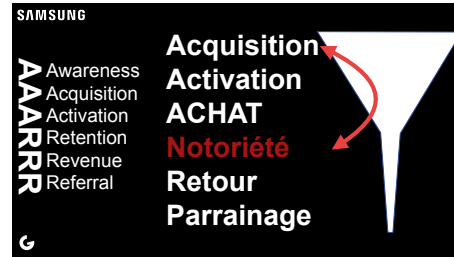 SAMSUNG
AAARRR
Awareness
Acquisition
Activation
Retention
Revenue
Referral
Acquisition
Activation
ACHAT
Notoriété
Retour
Parrainage
G